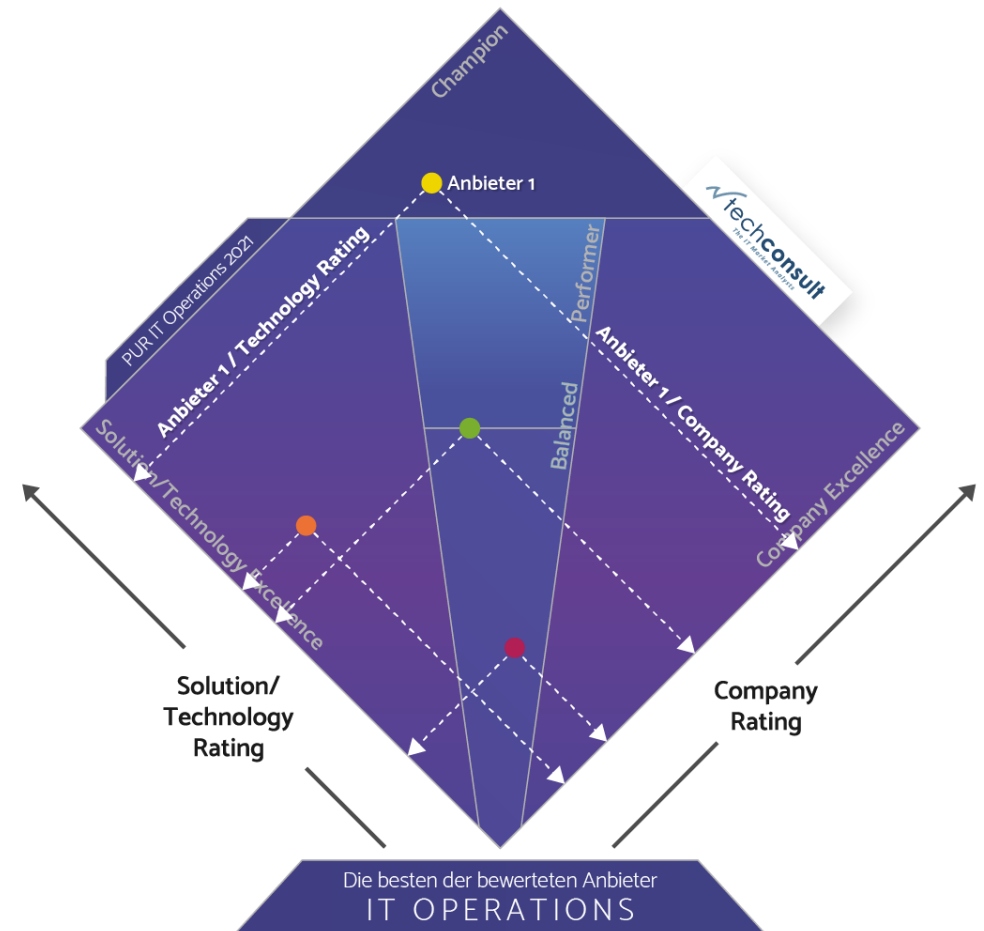 Champion
Anbieter 1
techconsult
The IT Market Analysts
PUR IT Operations 2021
Anbieter 1 / Technology Rating
Performer
Anbieter 1 / Company Rating
Balanced
Solution/Technology Excellence
Company Excellence
Solution/
Technology
Rating
Company
Rating
Die besten der bewerteten Anbieter
IT OPERATIONS